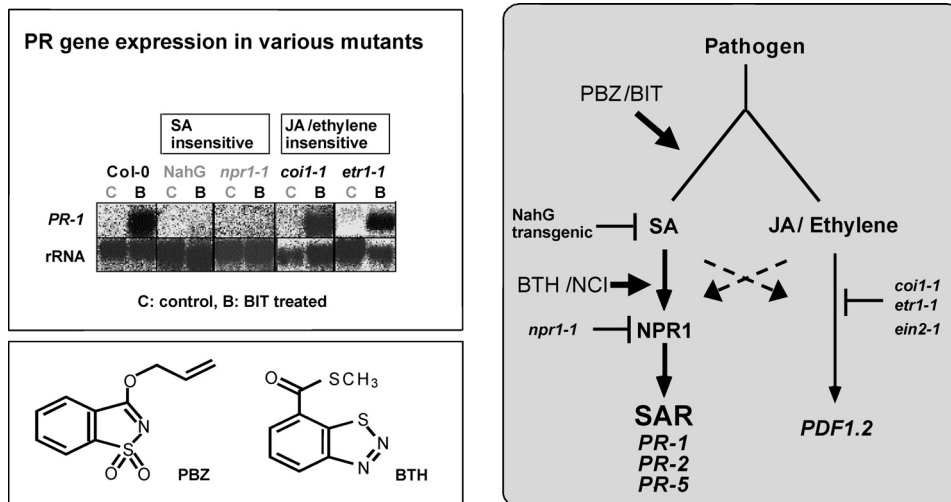 PR gene expression in various mutants
SA
insensitive
JA/ethylene
insensitive
Col-0 NahG npr1-1 coi1-1 etr1-1
C B C B C B C B C B
PR-1
rRNA
C: control, B: BIT treated
O
N
S
O O
PBZ
O
SCH3
S
N
N
BTH
Pathogen
PBZ/BIT
NahG
transgenic
SA
JA/ Ethylene
BTH /NCI
coi1-1
etr1-1
ein2-1
npr1-1
NPR1
SAR
PR-1
PR-2
PR-5
PDF1.2